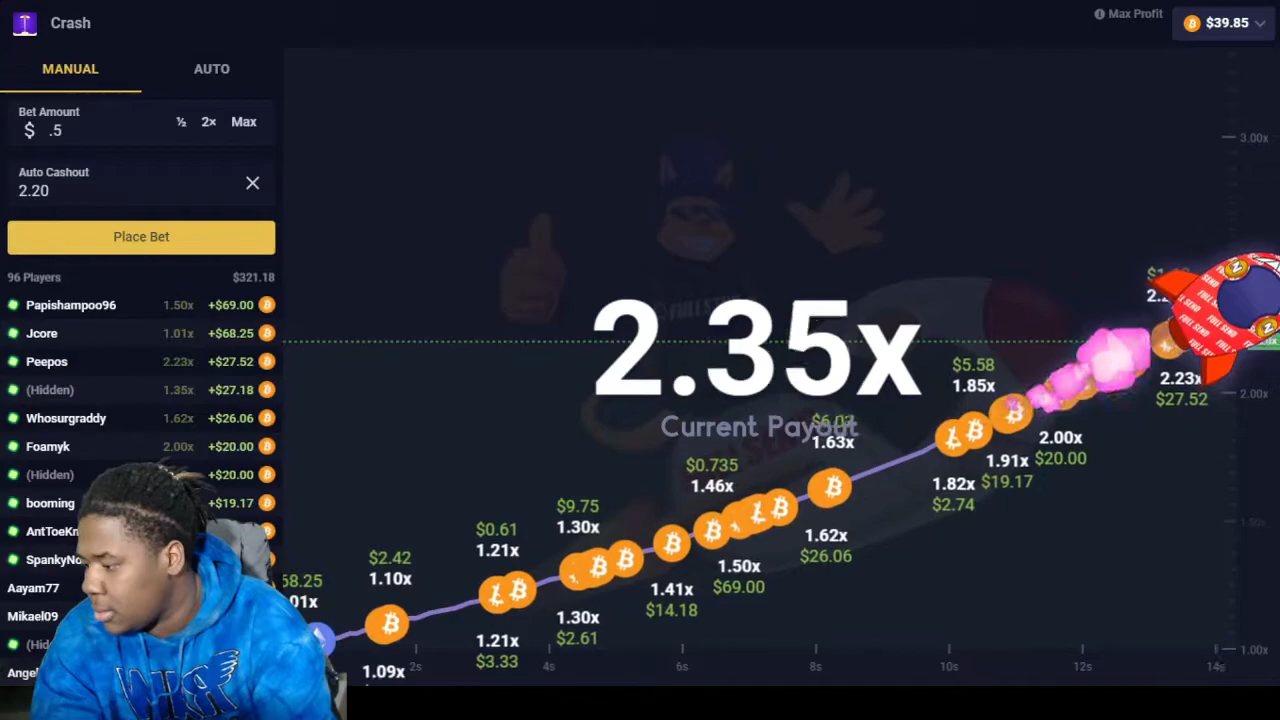 Crash
Max Profit
$39.85
MANUAL
AUTO
Bet Amount
$ .5
½
2×
Max
Auto Cashout
2.20
Place Bet
96 Players
$321.18
Papishampoo96 1.50x +$69.00
Jcore 1.01x +$68.25
Peepos 2.23x +$27.52
(Hidden) 1.35x +$27.18
Whosurgraddy 1.62x +$26.06
Foamyk 2.00x +$20.00
(Hidden) +$20.00
booming +$19.17
Aayam77
Mikael09
2.35x
Current Payout
3.00x
2.00x
1.50x
1.00x
68.25
01x
$2.42
1.10x
1.09x
$0.61
1.21x
1.21x
$3.33
$9.75
1.30x
1.30x
$2.61
1.41x
$14.18
$0.735
1.46x
1.50x
$69.00
1.63x
1.62x
$26.06
$5.58
1.85x
1.82x
$2.74
1.91x
$19.17
2.00x
$20.00
2.23x
$27.52
FULL SEND
2s
4s
6s
8s
10s
12s
14s